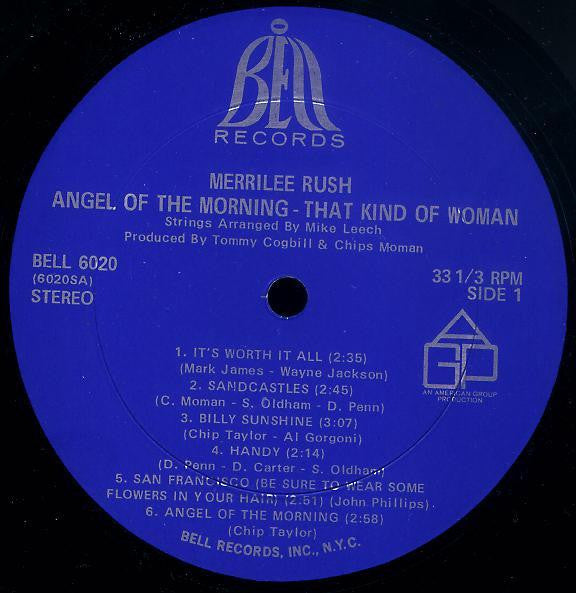 BELL
RECORDS
MERRILEE RUSH
ANGEL OF THE MORNING - THAT KIND OF WOMAN
Strings Arranged By Mike Leech
Produced By Tommy Cogbill & Chips Moman
BELL 6020
(6020SA)
STEREO
33 1/3 RPM
SIDE 1
1. IT'S WORTH IT ALL (2:35)
(Mark James - Wayne Jackson)
2. SANDCASTLES (2:45)
(C. Moman - S. Oldham - D. Penn)
3. BILLY SUNSHINE (3:07)
(Chip Taylor - Al Gorgoni)
4. HANDY (2:14)
(D. Penn - D. Carter - S. Oldham)
5. SAN FRANCISCO (BE SURE TO WEAR SOME
FLOWERS IN YOUR HAIR) (2:51) (John Phillips).
6. ANGEL OF THE MORNING (2:58)
(Chip Taylor)
AGP
AN AMERICAN GROUP
PRODUCTION
BELL RECORDS, INC., N.Y.C.